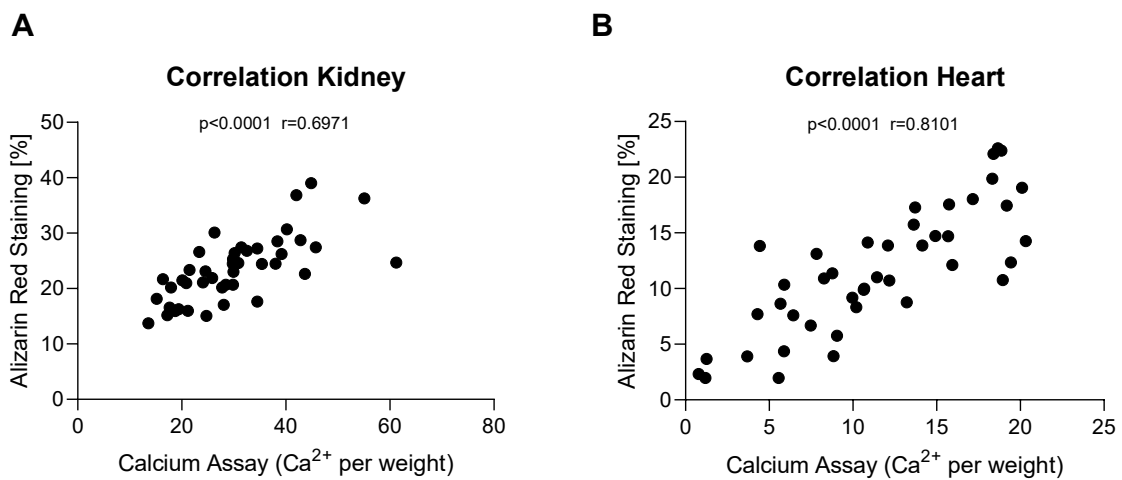 A
Correlation Kidney
p<0.0001 r=0.6971
Alizarin Red Staining [%]
50
40
30
20
10
0
0 20 40 60 80
Calcium Assay (Ca²⁺ per weight)
B
Correlation Heart
p<0.0001 r=0.8101
Alizarin Red Staining [%]
25
20
15
10
5
0
0 5 10 15 20 25
Calcium Assay (Ca²⁺ per weight)